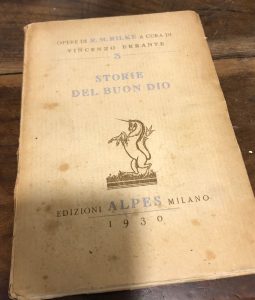 OPERE DI R. M. RILKE A CURA DI
VINCENZO ERRANTE
3
STORIE
DEL BUON DIO
EDIZIONI ALPES MILANO
1930